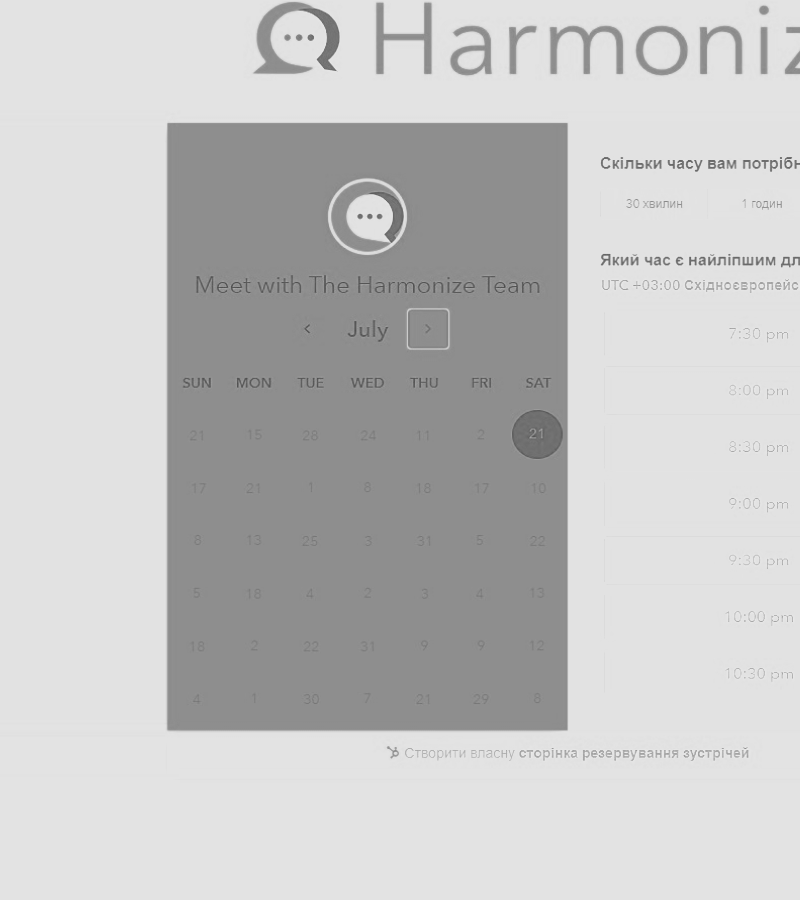 Harmoniz
Meet with The Harmonize Team
July
SUN MON TUE WED THU FRI SAT
21 15 28 24 11 2 21
17 21 1 8 18 17 10
8 13 25 3 31 5 22
5 18 4 2 3 4 13
18 2 22 31 9 9 12
4 1 30 7 21 29 8
Скільки часу вам потрібн
30 хвилин 1 годин
Який час є найліпшим дл
UTC +03:00 Східноєвропейс
7:30 pm
8:00 pm
8:30 pm
9:00 pm
9:30 pm
10:00 pm
10:30 pm
Створити власну сторінка резервування зустрічей